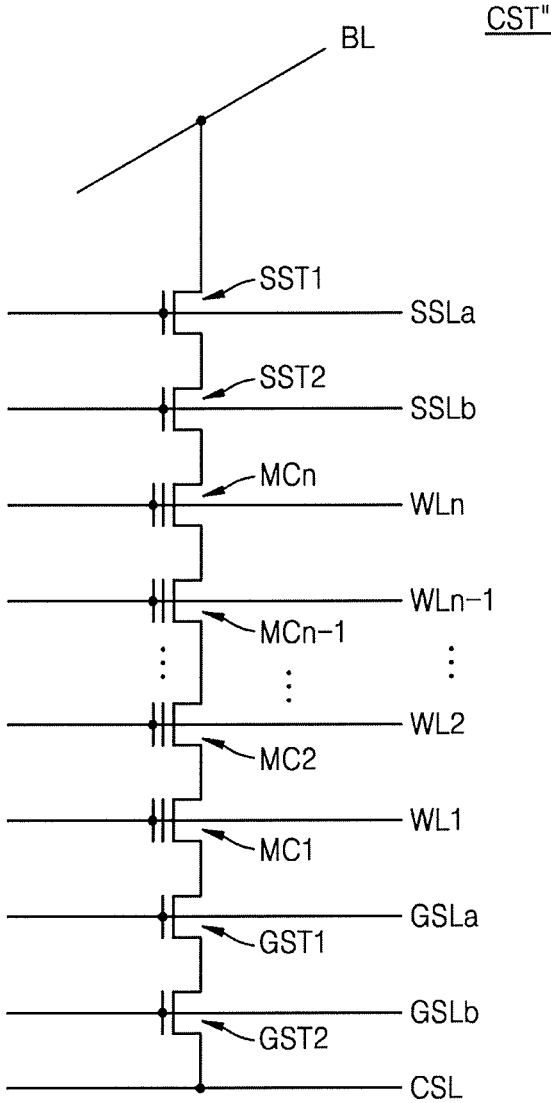 CST"
BL
SST1
SSLa
SST2
SSLb
MCn
WLn
WLn-1
MCn-1
WL2
MC2
WL1
MC1
GSLa
GST1
GSLb
GST2
CSL